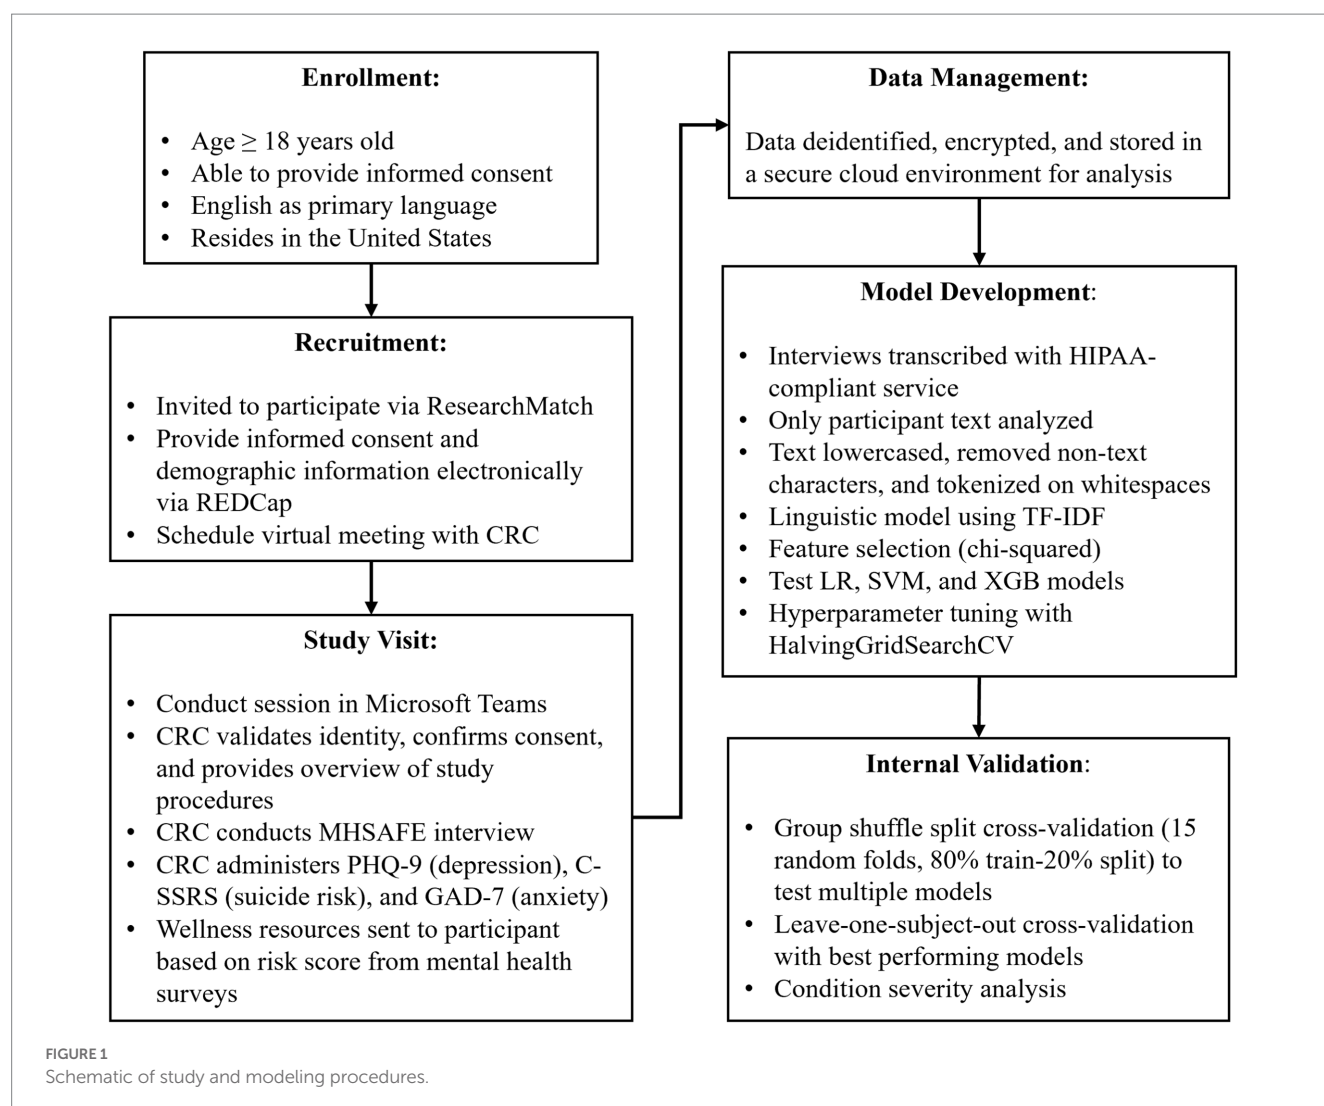 Enrollment:
• Age ≥ 18 years old
• Able to provide informed consent
• English as primary language
• Resides in the United States
Recruitment:
• Invited to participate via ResearchMatch
• Provide informed consent and
demographic information electronically
via REDCap
• Schedule virtual meeting with CRC
Study Visit:
• Conduct session in Microsoft Teams
• CRC validates identity, confirms consent,
and provides overview of study
procedures
• CRC conducts MHSAFE interview
• CRC administers PHQ-9 (depression), C-
SSRS (suicide risk), and GAD-7 (anxiety)
• Wellness resources sent to participant
based on risk score from mental health
surveys
Data Management:
Data deidentified, encrypted, and stored in
a secure cloud environment for analysis
Model Development:
• Interviews transcribed with HIPAA-
compliant service
• Only participant text analyzed
• Text lowercased, removed non-text
characters, and tokenized on whitespaces
• Linguistic model using TF-IDF
• Feature selection (chi-squared)
• Test LR, SVM, and XGB models
• Hyperparameter tuning with
HalvingGridSearchCV
Internal Validation:
• Group shuffle split cross-validation (15
random folds, 80% train-20% split) to
test multiple models
• Leave-one-subject-out cross-validation
with best performing models
• Condition severity analysis
FIGURE 1
Schematic of study and modeling procedures.